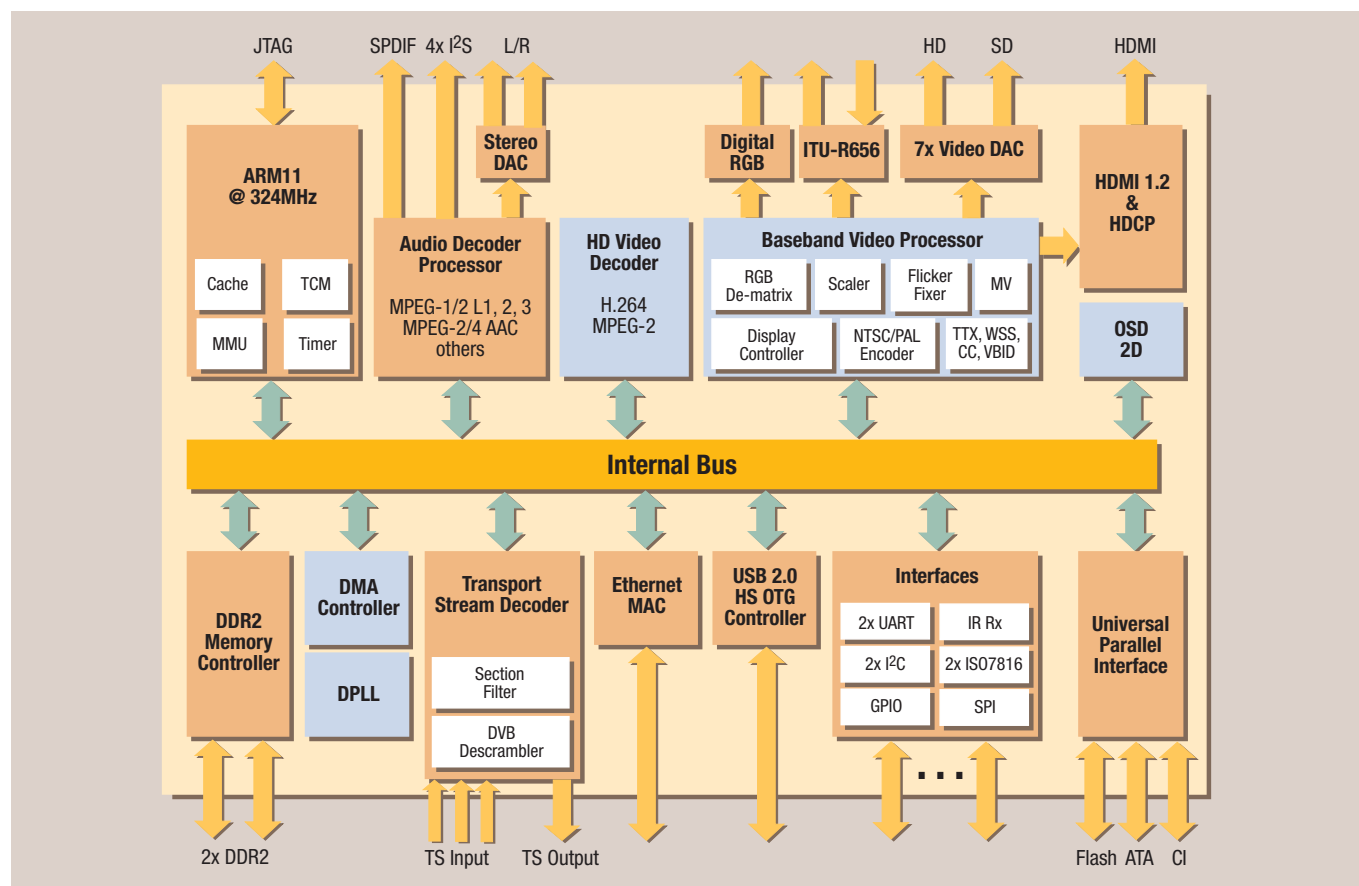 JTAG
SPDIF 4x I²S L/R
HD SD
HDMI
ARM11
@ 324MHz
Cache
TCM
MMU
Timer
Stereo
DAC
Audio Decoder
Processor
MPEG-1/2 L1, 2, 3
MPEG-2/4 AAC
others
HD Video
Decoder
H.264
MPEG-2
Digital
RGB
ITU-R656
7x Video DAC
Baseband Video Processor
RGB
De-matrix
Scaler
Flicker
Fixer
MV
Display
Controller
NTSC/PAL
Encoder
TTX, WSS,
CC, VBID
HDMI 1.2
&
HDCP
OSD
2D
Internal Bus
DDR2
Memory
Controller
DMA
Controller
DPLL
Transport
Stream Decoder
Section
Filter
DVB
Descrambler
Ethernet
MAC
USB 2.0
HS OTG
Controller
Interfaces
2x UART
IR Rx
2x I²C
2x ISO7816
GPIO
SPI
Universal
Parallel
Interface
...
2x DDR2
TS Input
TS Output
Flash ATA CI